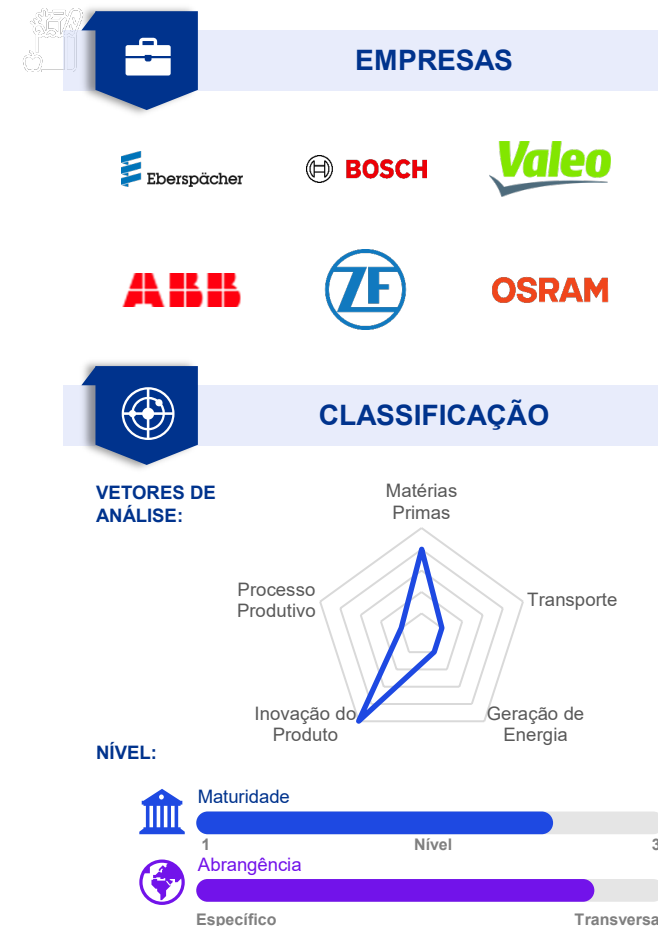 EMPRESAS
Eberspächer
BOSCH
Valeo
ABB
ZF
OSRAM
CLASSIFICAÇÃO
VETORES DE
ANÁLISE:
Matérias
Primas
Processo
Produtivo
Transporte
Inovação do
Produto
Geração de
Energia
NÍVEL:
Maturidade
1 Nível 3
Abrangência
Específico Transversa